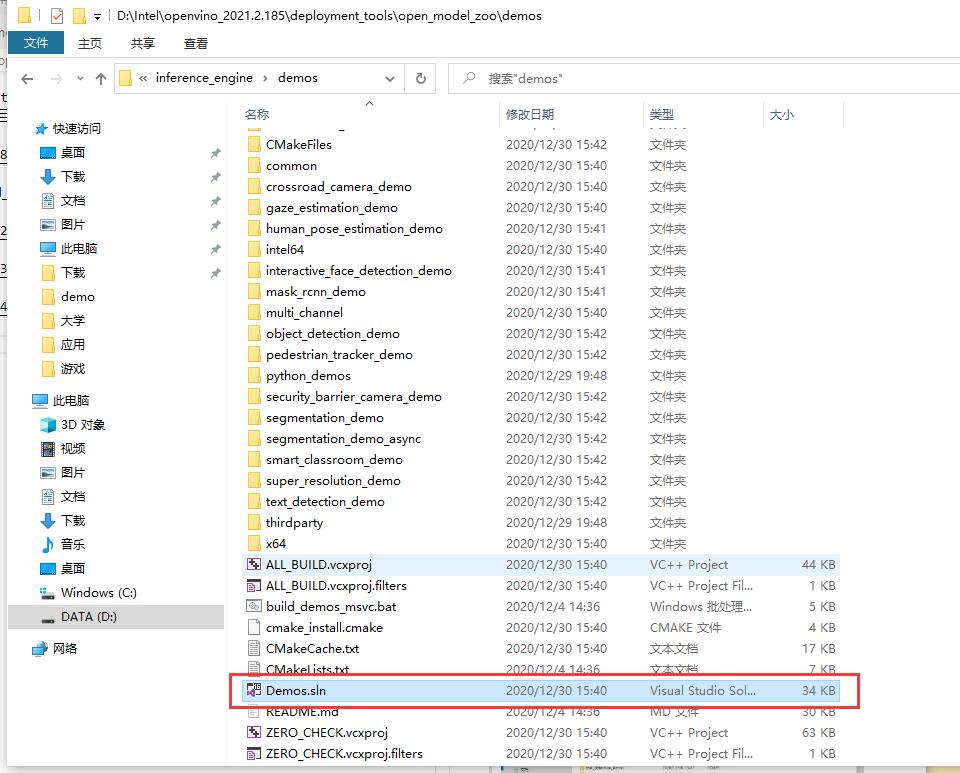 D:\Intel\openvino_2021.2.185\deployment_tools\open_model_zoo\demos
文件 主页 共享 查看
« inference_engine › demos 搜索"demos"
名称 修改日期 类型 大小
快速访问
桌面
下载
文档
图片
此电脑
下载
demo
大学
应用
游戏
此电脑
3D 对象
视频
图片
文档
下载
音乐
桌面
Windows (C:)
DATA (D:)
网络
CMakeFiles 2020/12/30 15:42 文件夹
common 2020/12/30 15:40 文件夹
crossroad_camera_demo 2020/12/30 15:40 文件夹
gaze_estimation_demo 2020/12/30 15:40 文件夹
human_pose_estimation_demo 2020/12/30 15:41 文件夹
intel64 2020/12/30 15:40 文件夹
interactive_face_detection_demo 2020/12/30 15:41 文件夹
mask_rcnn_demo 2020/12/30 15:41 文件夹
multi_channel 2020/12/30 15:40 文件夹
object_detection_demo 2020/12/30 15:42 文件夹
pedestrian_tracker_demo 2020/12/30 15:42 文件夹
python_demos 2020/12/29 19:48 文件夹
security_barrier_camera_demo 2020/12/30 15:42 文件夹
segmentation_demo 2020/12/30 15:42 文件夹
segmentation_demo_async 2020/12/30 15:42 文件夹
smart_classroom_demo 2020/12/30 15:42 文件夹
super_resolution_demo 2020/12/30 15:42 文件夹
text_detection_demo 2020/12/30 15:42 文件夹
thirdparty 2020/12/29 19:48 文件夹
x64 2020/12/30 15:40 文件夹
ALL_BUILD.vcxproj 2020/12/30 15:40 VC++ Project 44 KB
ALL_BUILD.vcxproj.filters 2020/12/30 15:40 VC++ Project Fil... 1 KB
build_demos_msvc.bat 2020/12/4 14:36 Windows 批处理... 5 KB
cmake_install.cmake 2020/12/30 15:40 CMAKE 文件 4 KB
CMakeCache.txt 2020/12/30 15:40 文本文档 17 KB
CMakeLists.txt 2020/12/4 14:36 文本文档 7 KB
Demos.sln 2020/12/30 15:40 Visual Studio Sol... 34 KB
README.md 2020/12/4 14:36 MD 文件 30 KB
ZERO_CHECK.vcxproj 2020/12/30 15:40 VC++ Project 63 KB
ZERO_CHECK.vcxproj.filters 2020/12/30 15:40 VC++ Project Fil... 1 KB